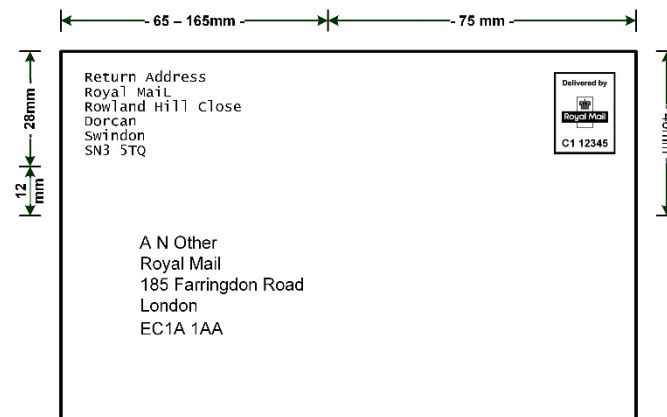 65 – 165mm
75 mm
Return Address
Royal MaiL
Rowland Hill Close
Dorcan
Swindon
SN3 5TQ
Delivered by
Royal Mail
C1 12345
28mm
12
mm
A N Other
Royal Mail
185 Farringdon Road
London
EC1A 1AA